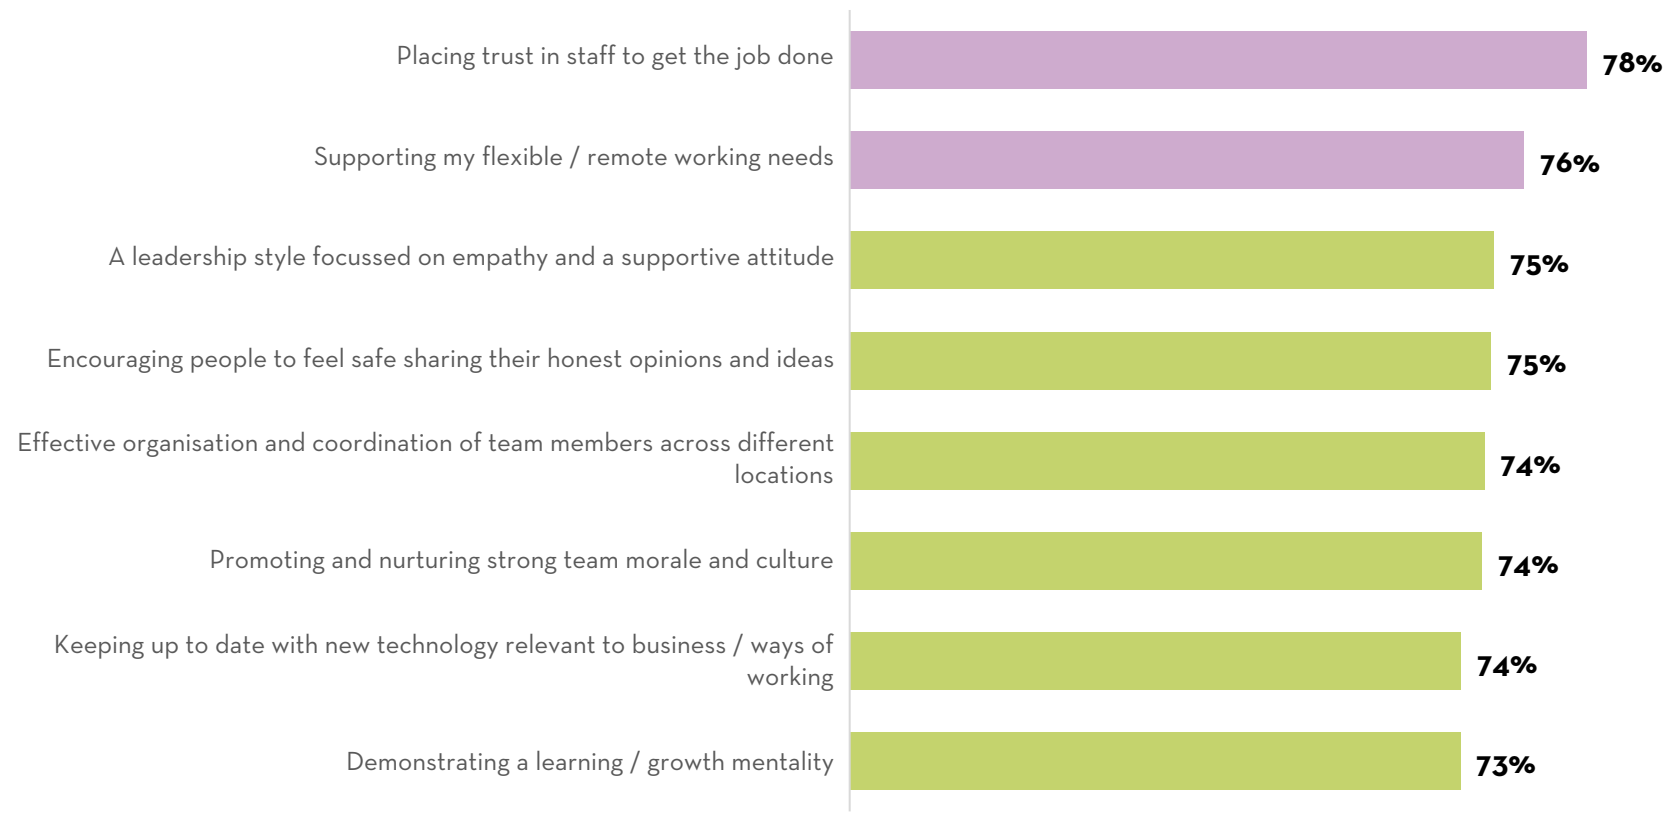 Placing trust in staff to get the job done
78%
Supporting my flexible / remote working needs
76%
A leadership style focussed on empathy and a supportive attitude
75%
Encouraging people to feel safe sharing their honest opinions and ideas
75%
Effective organisation and coordination of team members across different
locations
74%
Promoting and nurturing strong team morale and culture
74%
Keeping up to date with new technology relevant to business / ways of
working
74%
Demonstrating a learning / growth mentality
73%